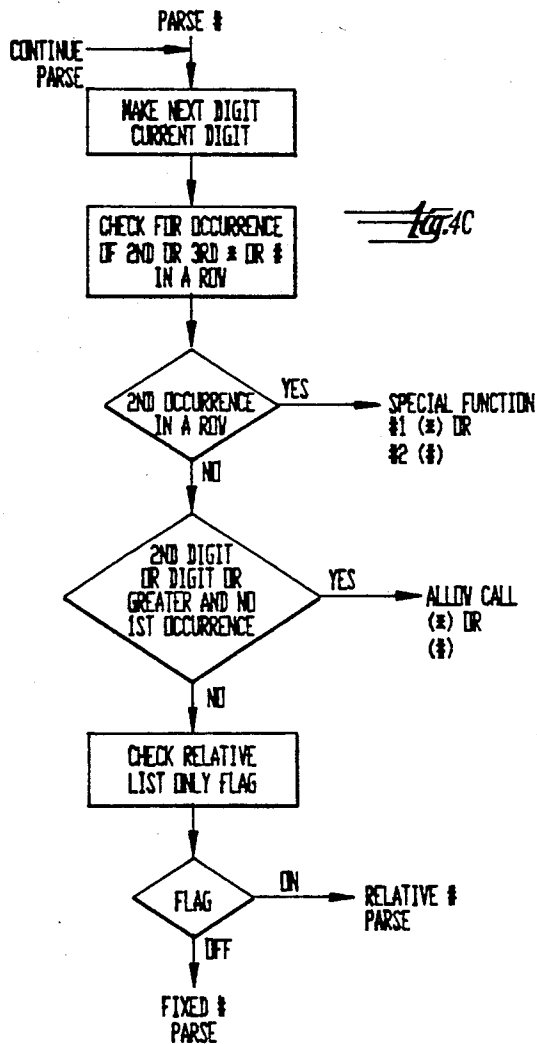 PARSE #
CONTINUE
PARSE
MAKE NEXT DIGIT
CURRENT DIGIT
Fig. 4C
CHECK FOR OCCURRENCE
OF 2ND OR 3RD * OR #
IN A ROW
2ND OCCURRENCE
IN A ROW
YES
SPECIAL FUNCTION
#1 (*) OR
#2 (#)
NO
2ND DIGIT
OR DIGIT OR
GREATER AND NO
1ST OCCURRENCE
YES
ALLOW CALL
(*) OR
(#)
NO
CHECK RELATIVE
LIST ONLY FLAG
FLAG
ON
RELATIVE #
PARSE
OFF
FIXED #
PARSE